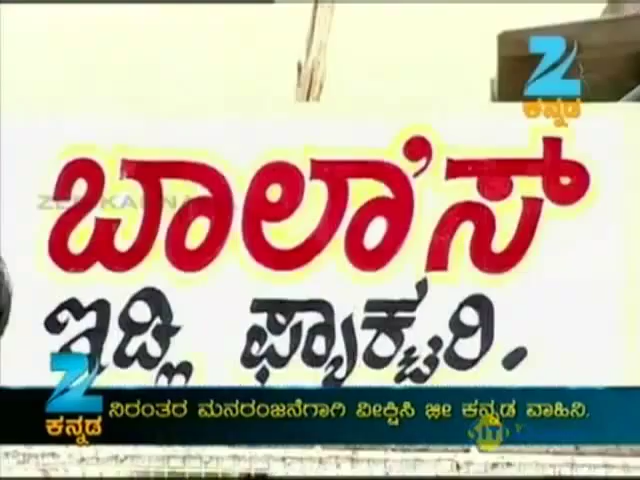 ಕನ್ನಡ
ಬಾಲಾ'ಸ್
ಇಡ್ಲಿ ಫ್ಯಾಕ್ಟರಿ.
ನಿರಂತರ ಮನರಂಜನೆಗಾಗಿ ವೀಕ್ಷಿಸಿ ಜೀ ಕನ್ನಡ ವಾಹಿನಿ.
ಕನ್ನಡ